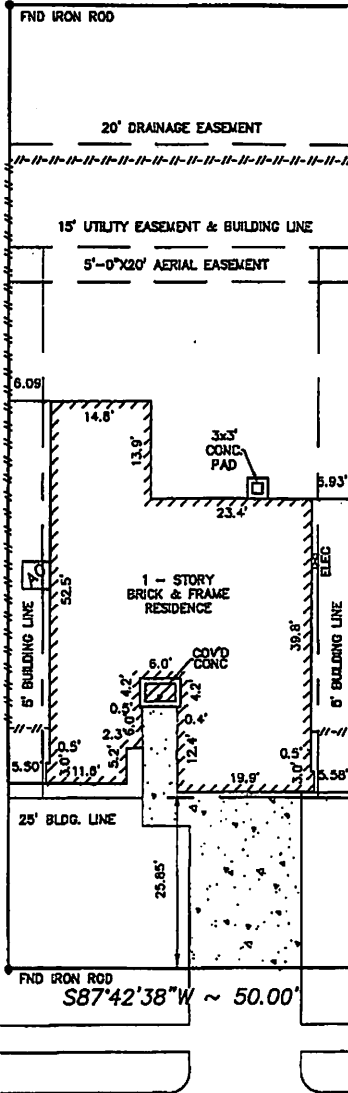 FND IRON ROD
20' DRAINAGE EASEMENT
15' UTILITY EASEMENT & BUILDING LINE
5'-0"X20' AERIAL EASEMENT
6.09
14.8'
13.9'
3x3'
CONC.
PAD
5.93'
23.4'
ELEC
1 - STORY
BRICK & FRAME
RESIDENCE
52.5'
39.8'
5' BUILDING LINE
5' BUILDING LINE
COV'D
CONC
6.0'
4.2'
4.2'
0.5'
6.0'
0.4'
2.3'
5.2'
12.4'
0.5'
3.0'
5.50'
11.8'
19.9'
0.5'
3.0'
5.58'
25' BLDG. LINE
25.85'
FND IRON ROD
S87°42'38"W ~ 50.00'